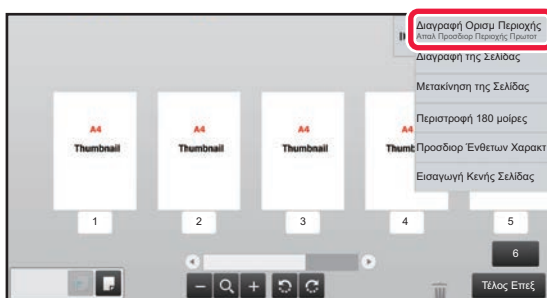 Διαγραφή Ορισμ Περιοχής
Απαλ Προσδιορ Περιοχής Πρωτοτ
Διαγραφή της Σελίδας
Μετακίνηση της Σελίδας
Περιστροφή 180 μοίρες
Προσδιορ Ένθετων Χαρακτ
Εισαγωγή Κενής Σελίδας
A4
Thumbnail
A4
Thumbnail
A4
Thumbnail
A4
Thumb
1
2
3
4
5
6
Τέλος Επεξ